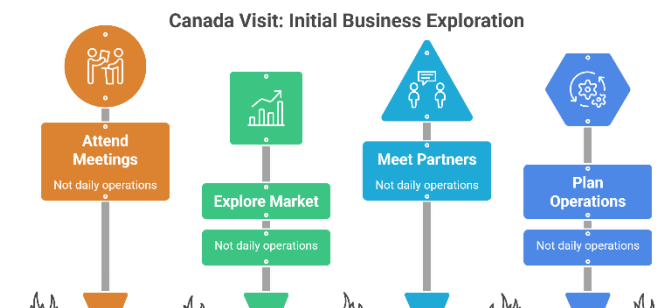 Canada Visit: Initial Business Exploration
Attend
Meetings
Not daily operations
Explore Market
Not daily operations
Meet Partners
Not daily operations
Plan
Operations
Not daily operations